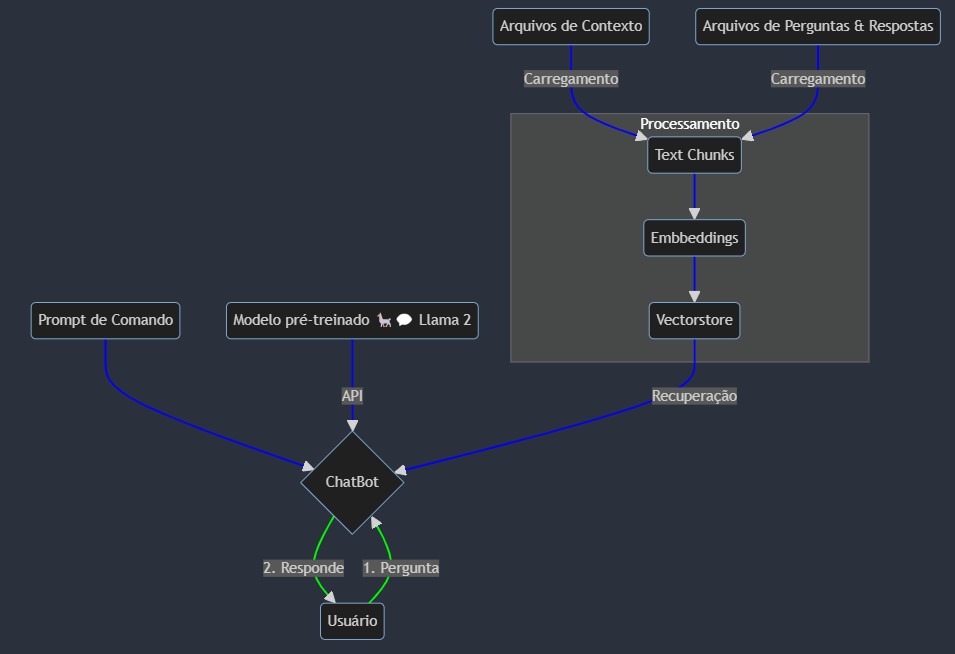 Arquivos de Contexto
Arquivos de Perguntas & Respostas
Carregamento
Carregamento
Processamento
Text Chunks
Embbeddings
Prompt de Comando
Modelo pré-treinado 🐐💬 Llama 2
Vectorstore
API
Recuperação
ChatBot
2. Responde
1. Pergunta
Usuário